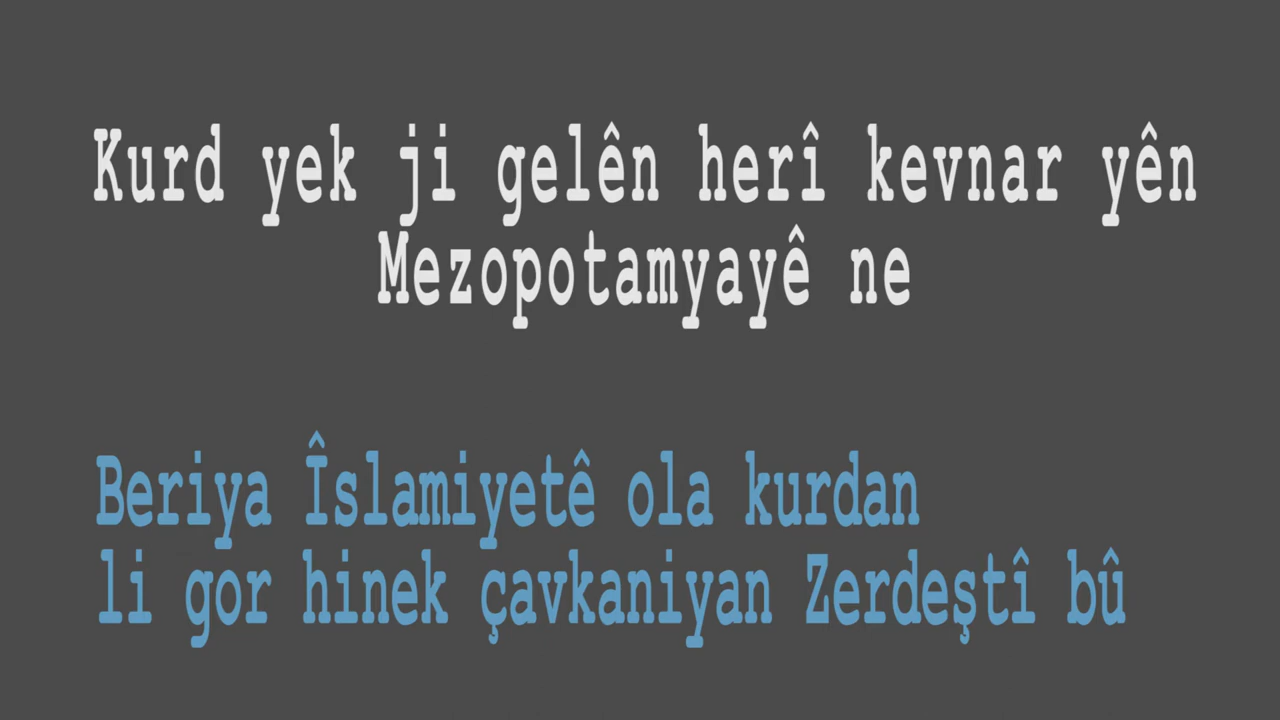 Kurd yek ji gelên herî kevnar yên
Mezopotamyayê ne
Beriya Îslamiyetê ola kurdan
li gor hinek çavkaniyan Zerdeştî bû